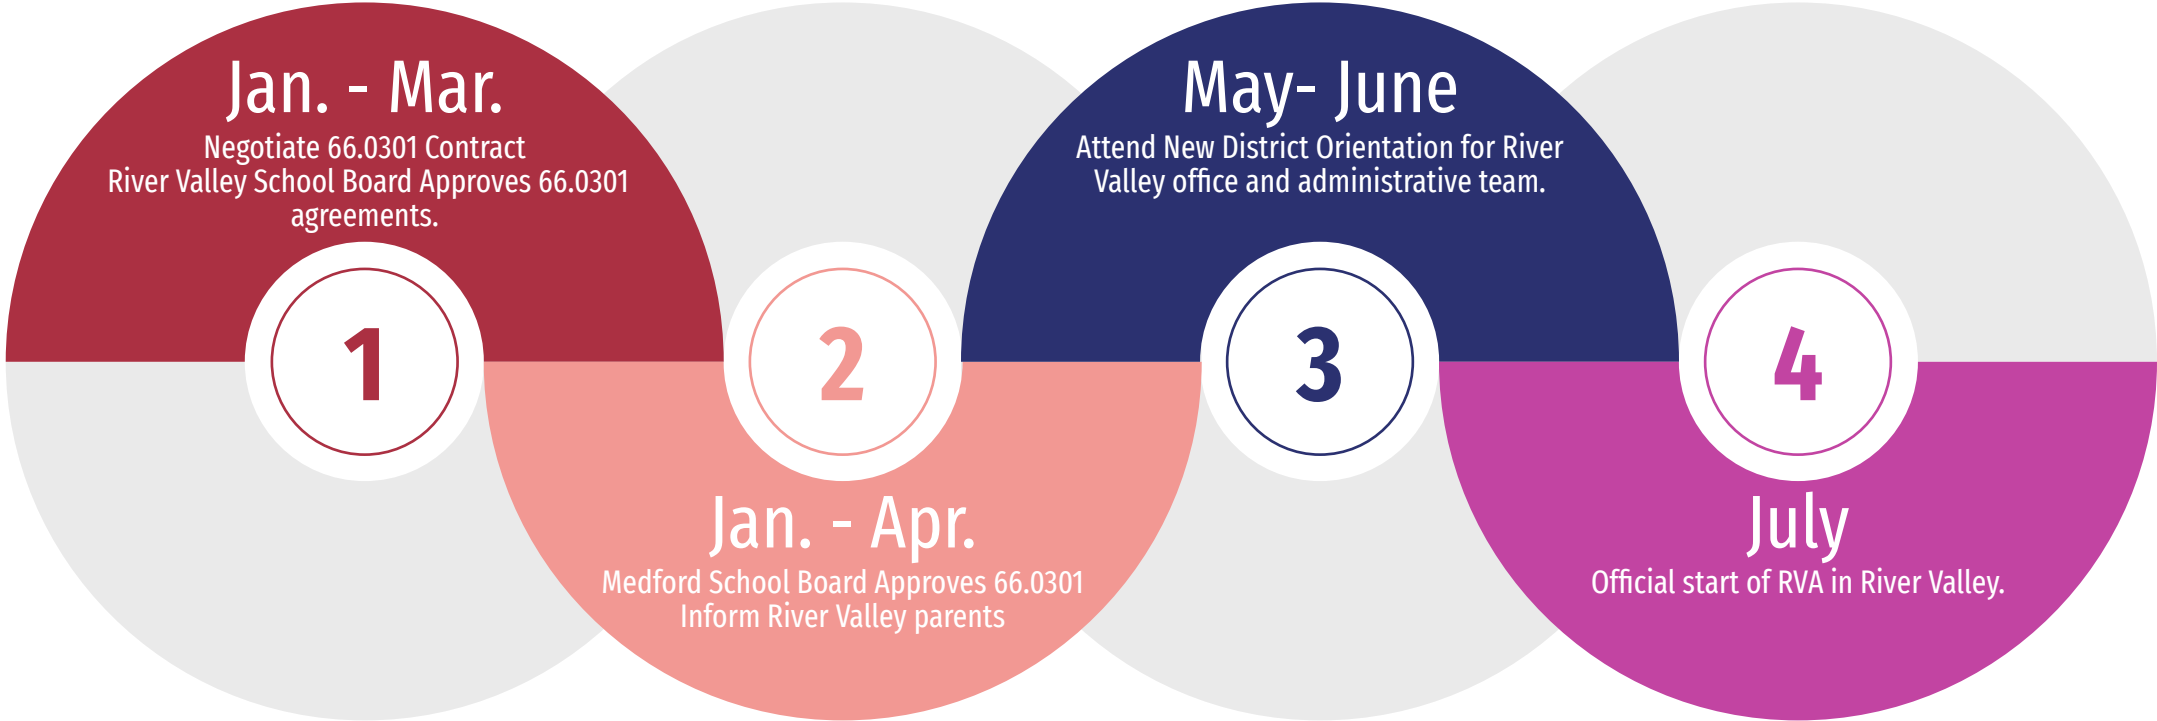 Jan. - Mar.
Negotiate 66.0301 Contract
River Valley School Board Approves 66.0301
agreements.
1
2
Jan. - Apr.
Medford School Board Approves 66.0301
Inform River Valley parents
May- June
Attend New District Orientation for River
Valley office and administrative team.
3
4
July
Official start of RVA in River Valley.